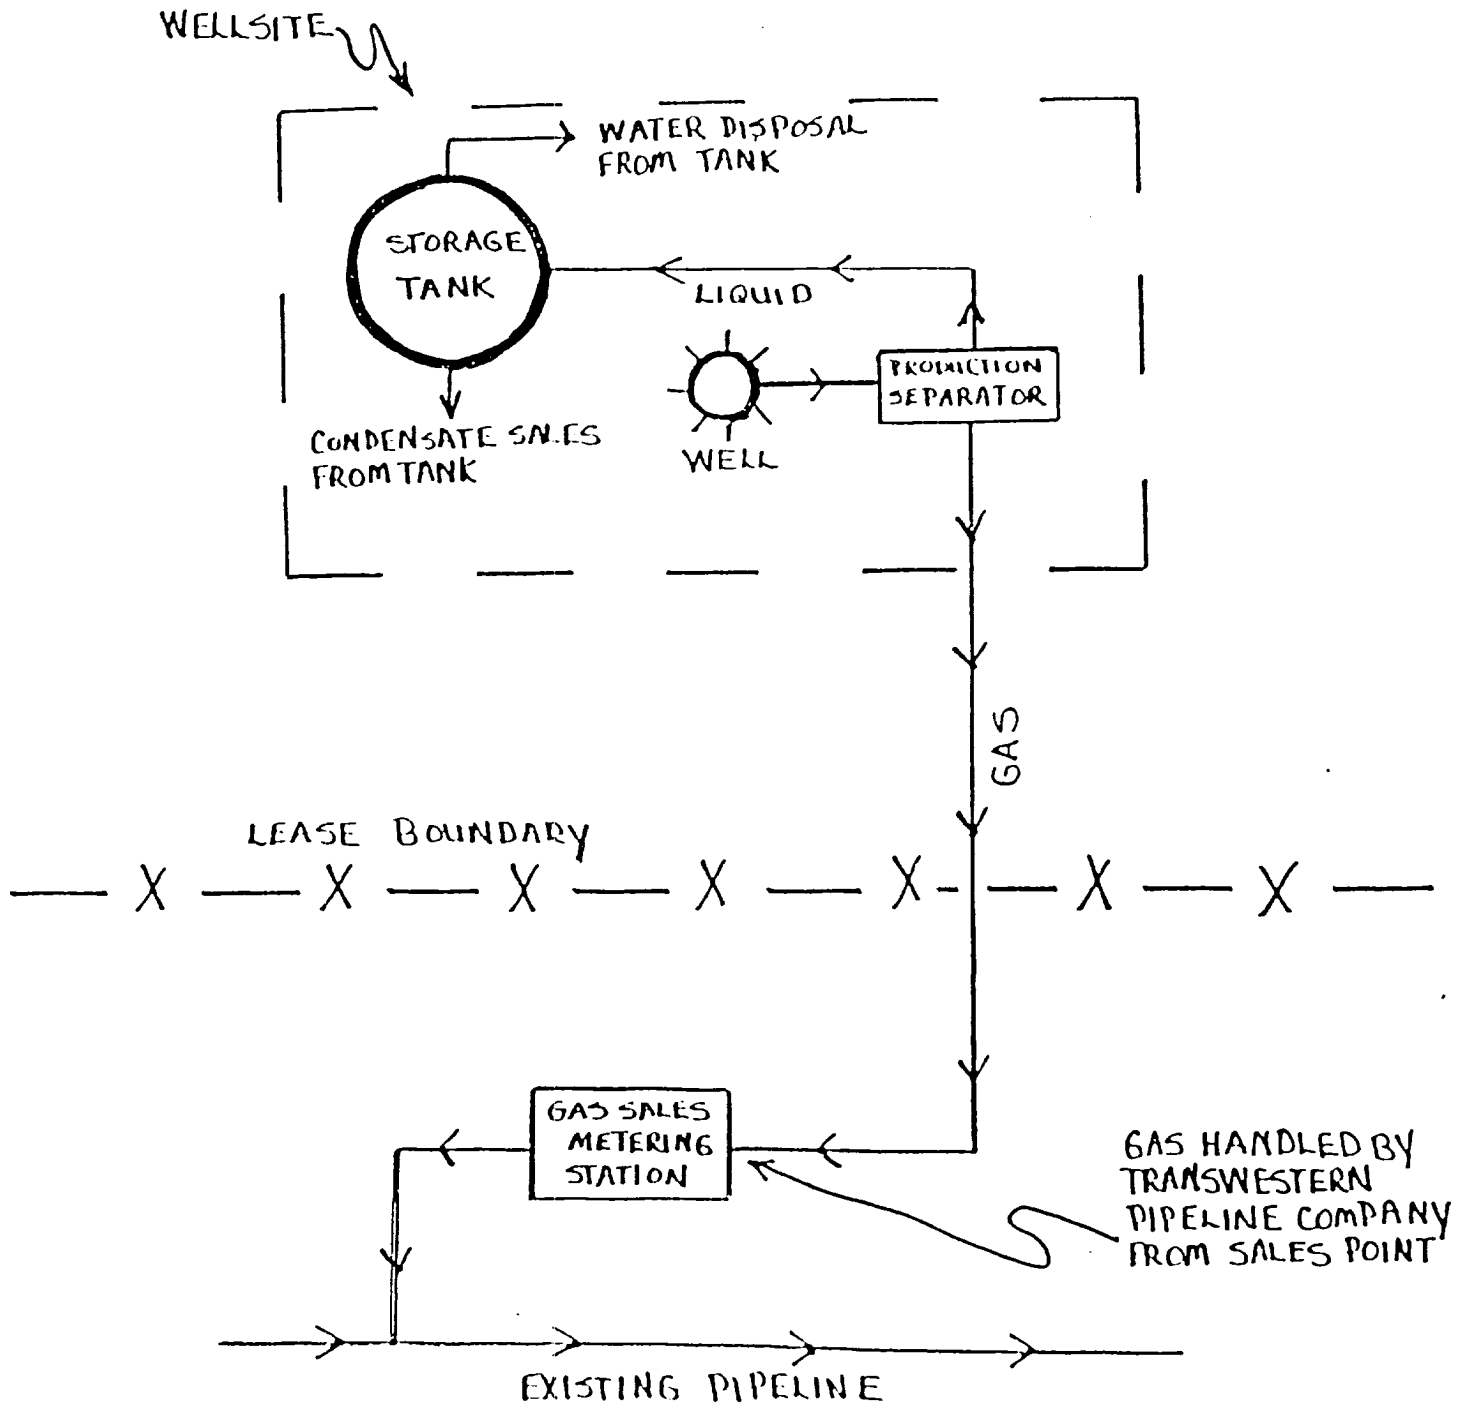 WELLSITE
WATER DISPOSAL
FROM TANK
STORAGE
TANK
LIQUID
PRODUCTION
SEPARATOR
WELL
CONDENSATE SALES
FROM TANK
GAS
LEASE BOUNDARY
GAS SALES
METERING
STATION
GAS HANDLED BY
TRANSWESTERN
PIPELINE COMPANY
FROM SALES POINT
EXISTING PIPELINE